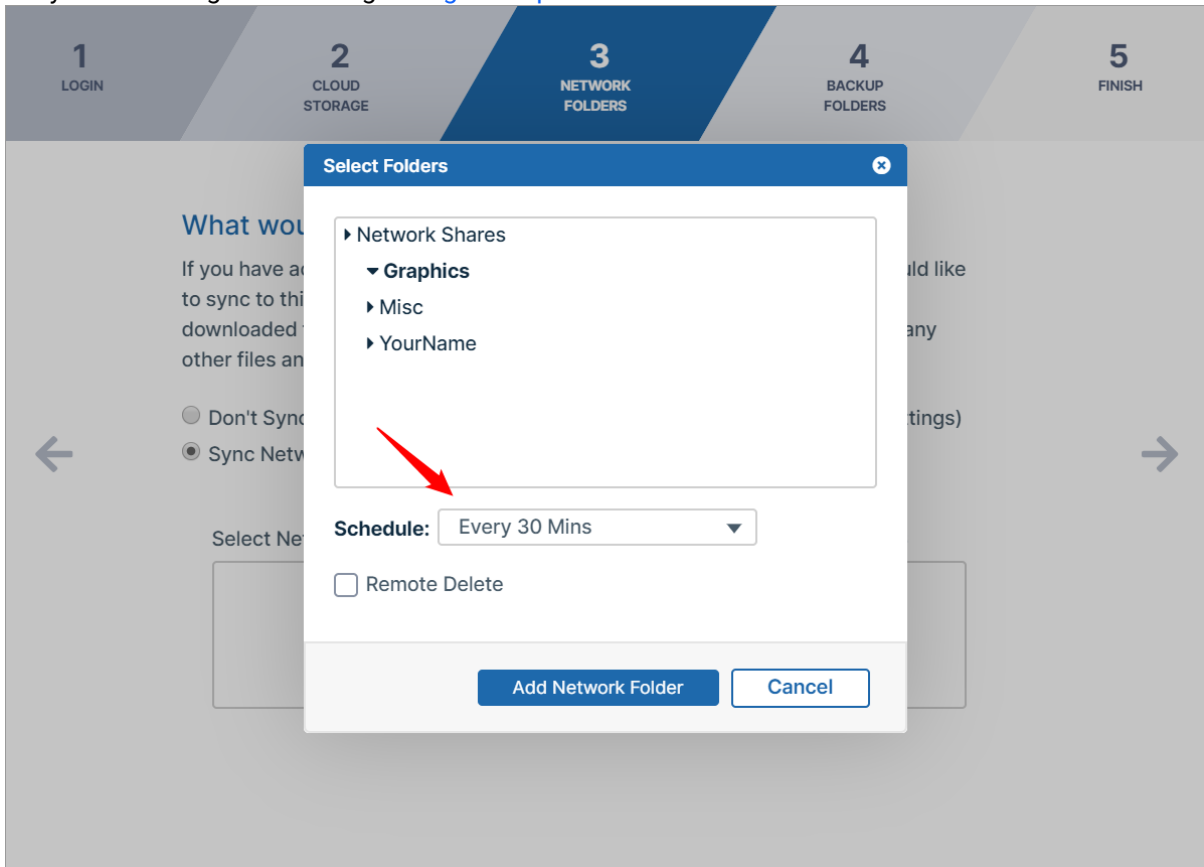 1
LOGIN
2
CLOUD
STORAGE
3
NETWORK
FOLDERS
4
BACKUP
FOLDERS
5
FINISH
Select Folders
What wou
If you have a
uld like
to sync to thi
downloaded
any
other files an
Don't Sync
tings)
Sync Netw
Select Ne
Network Shares
Graphics
Misc
YourName
Schedule: Every 30 Mins
Remote Delete
Add Network Folder Cancel